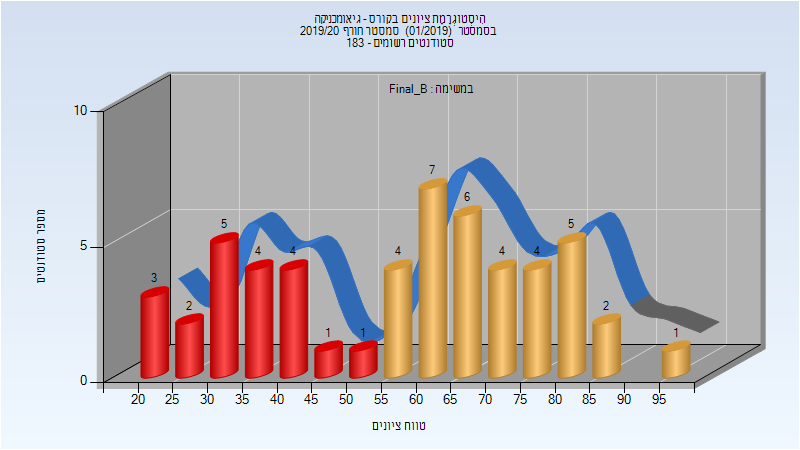 היסטוגרמת ציונים בקורס - גיאומכניקה
בסמסטר (01/2019) סמסטר חורף 2019/20
סטודנטים רשומים - 183
במשימה : Final_B
מספר סטודנטים
10
5
0
3
2
5
4
4
1
1
4
7
6
4
4
5
2
1
20 25 30 35 40 45 50 55 60 65 70 75 80 85 90 95
טווח ציונים